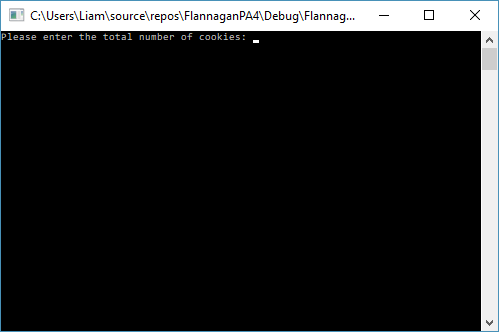 C:\Users\Liam\source\repos\FlannaganPA4\Debug\Flannag...
Please enter the total number of cookies: